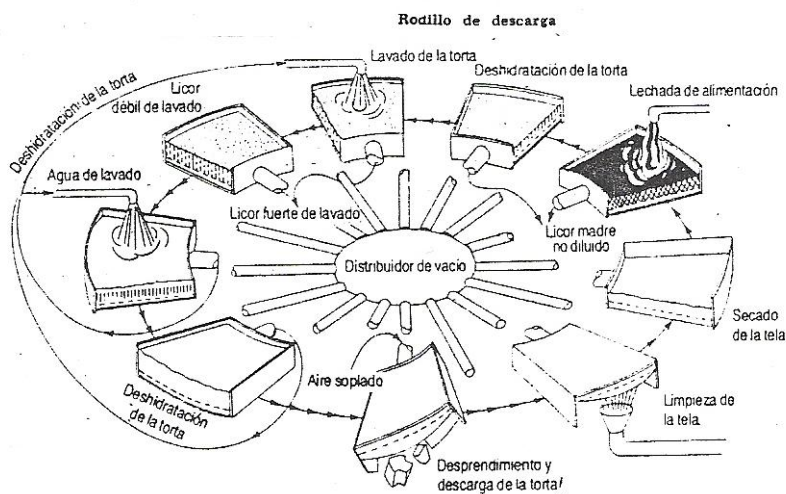 Rodillo de descarga
Lavado de la torta
Deshidratación de la torta
Licor
débil de lavado
Lechada de alimentación
Deshidratación de la torta
Agua de lavado
Licor fuerte de lavado
Licor madre
no diluido
Distribuidor de vacio
Secado
de la tela
Aire soplado
Deshidratación
de la torta
Limpieza de
la tela
Desprendimiento y
descarga de la torta